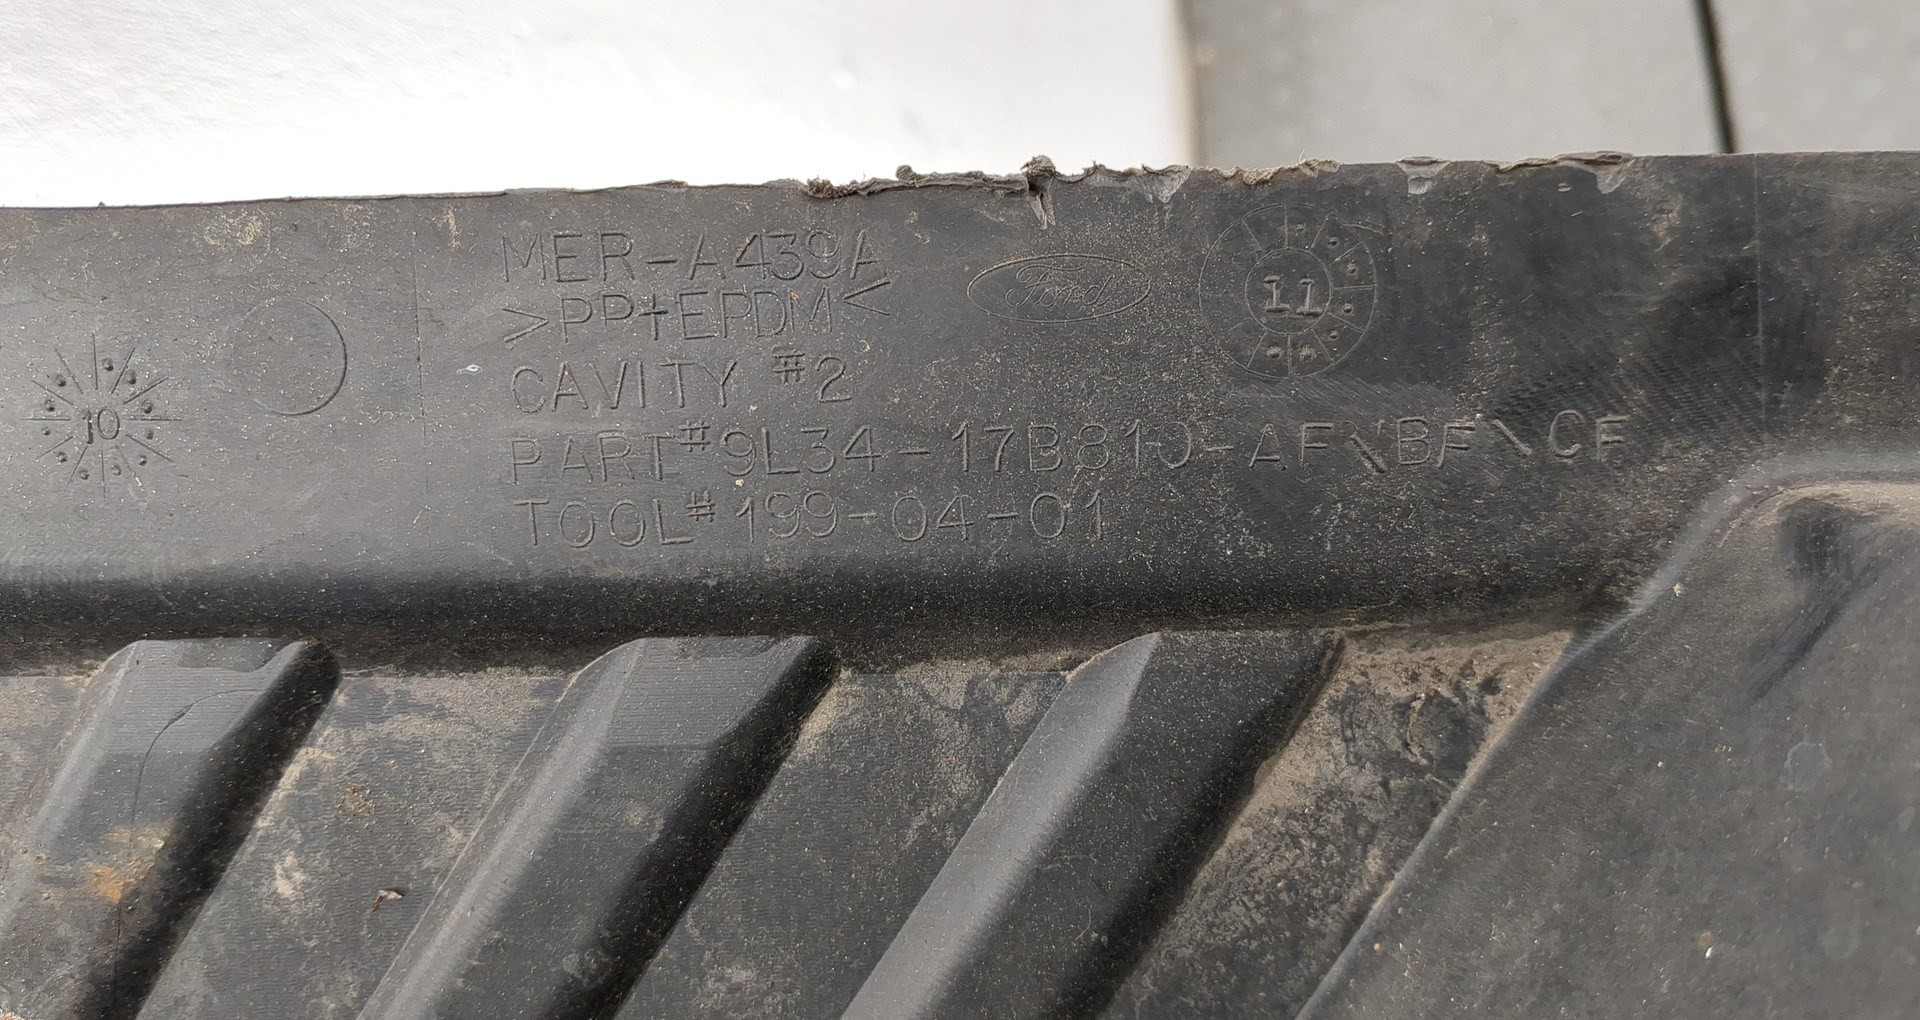 MER-A439A
>PP+EPDM<
CAVITY #2
PART#9L34-17B810-AF\BF\CF
TOOL#199-04-01
Ford
11
10